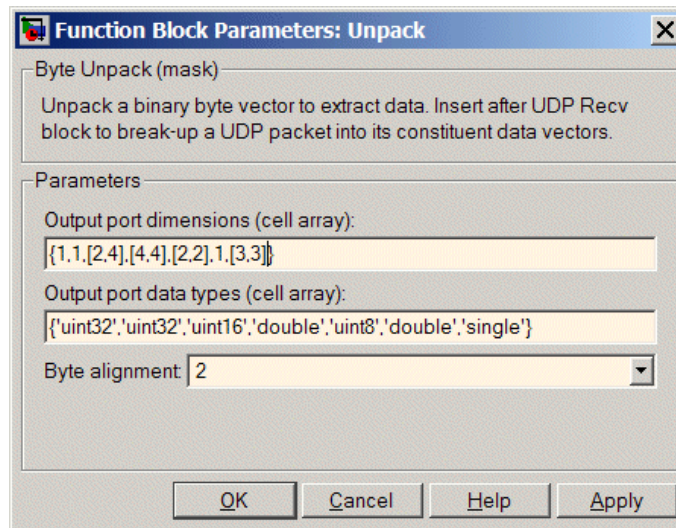 Function Block Parameters: Unpack
Byte Unpack (mask)
Unpack a binary byte vector to extract data. Insert after UDP Recv
block to break-up a UDP packet into its constituent data vectors.
Parameters
Output port dimensions (cell array):
{1,1,[2,4],[4,4],[2,2],1,[3,3]}
Output port data types (cell array):
{'uint32','uint32','uint16','double','uint8','double','single'}
Byte alignment: 2
OK Cancel Help Apply